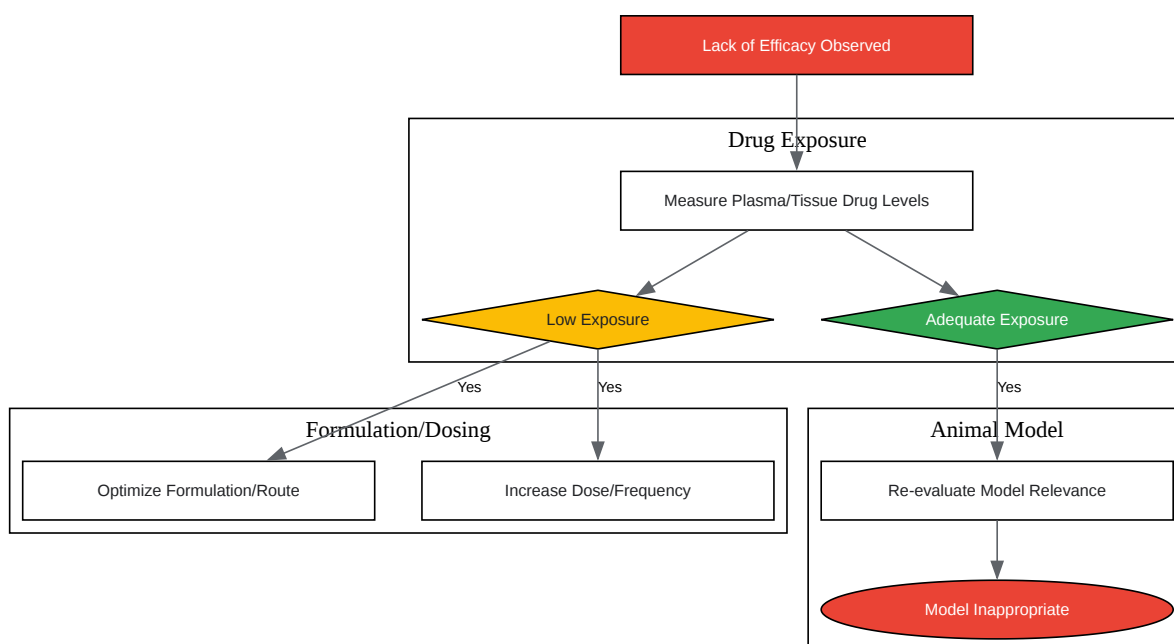 Lack of Efficacy Observed
Drug Exposure
Measure Plasma/Tissue Drug Levels
Low Exposure
Adequate Exposure
Yes
Yes
Yes
Formulation/Dosing
Animal Model
Optimize Formulation/Route
Increase Dose/Frequency
Re-evaluate Model Relevance
Model Inappropriate